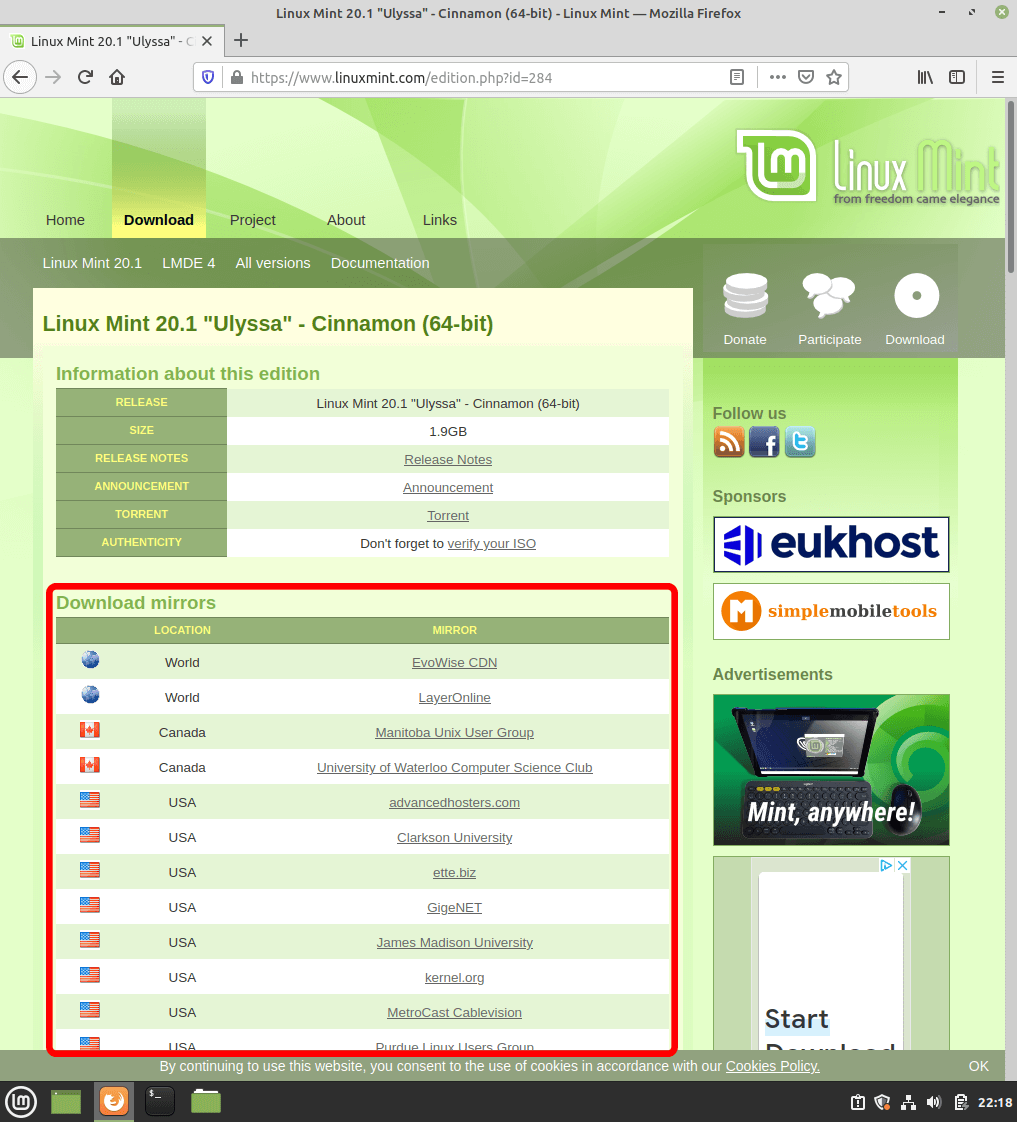 Linux Mint 20.1 "Ulyssa" - Cinnamon (64-bit) - Linux Mint — Mozilla Firefox
Linux Mint 20.1 "Ulyssa" - C
https://www.linuxmint.com/edition.php?id=284
Lm Linux Mint
from freedom came elegance
Home Download Project About Links
Linux Mint 20.1 LMDE 4 All versions Documentation
Donate Participate Download
Linux Mint 20.1 "Ulyssa" - Cinnamon (64-bit)
Information about this edition
RELEASE Linux Mint 20.1 "Ulyssa" - Cinnamon (64-bit)
SIZE 1.9GB
RELEASE NOTES Release Notes
ANNOUNCEMENT Announcement
TORRENT Torrent
AUTHENTICITY Don't forget to verify your ISO
Download mirrors
LOCATION MIRROR
World EvoWise CDN
World LayerOnline
Canada Manitoba Unix User Group
Canada University of Waterloo Computer Science Club
USA advancedhosters.com
USA Clarkson University
USA ette.biz
USA GigeNET
USA James Madison University
USA kernel.org
USA MetroCast Cablevision
USA Purdue Linux Users Group
Follow us
Sponsors
eukhost
simplemobiletools
Advertisements
Mint, anywhere!
Start
Download
By continuing to use this website, you consent to the use of cookies in accordance with our Cookies Policy. OK
22:18